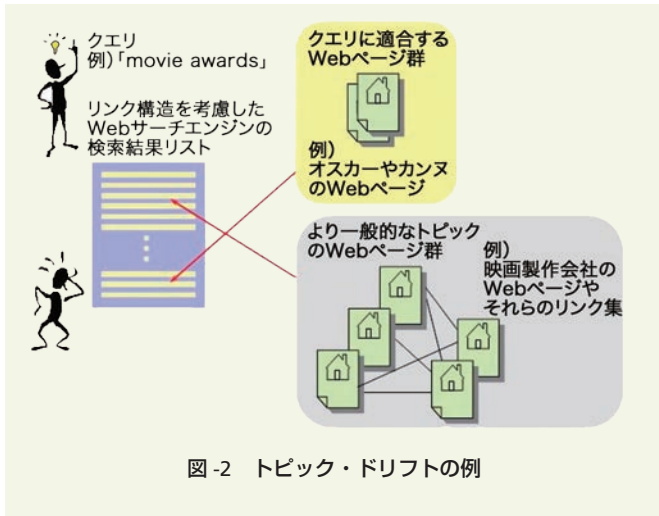 クエリ
例)「movie awards」
リンク構造を考慮した
Webサーチエンジンの
検索結果リスト
クエリに適合する
Webページ群
例)
オスカーやカンヌ
のWebページ
より一般的なトピック
のWebページ群
例)
映画製作会社の
Webページや
それらのリンク集
図-2 トピック・ドリフトの例